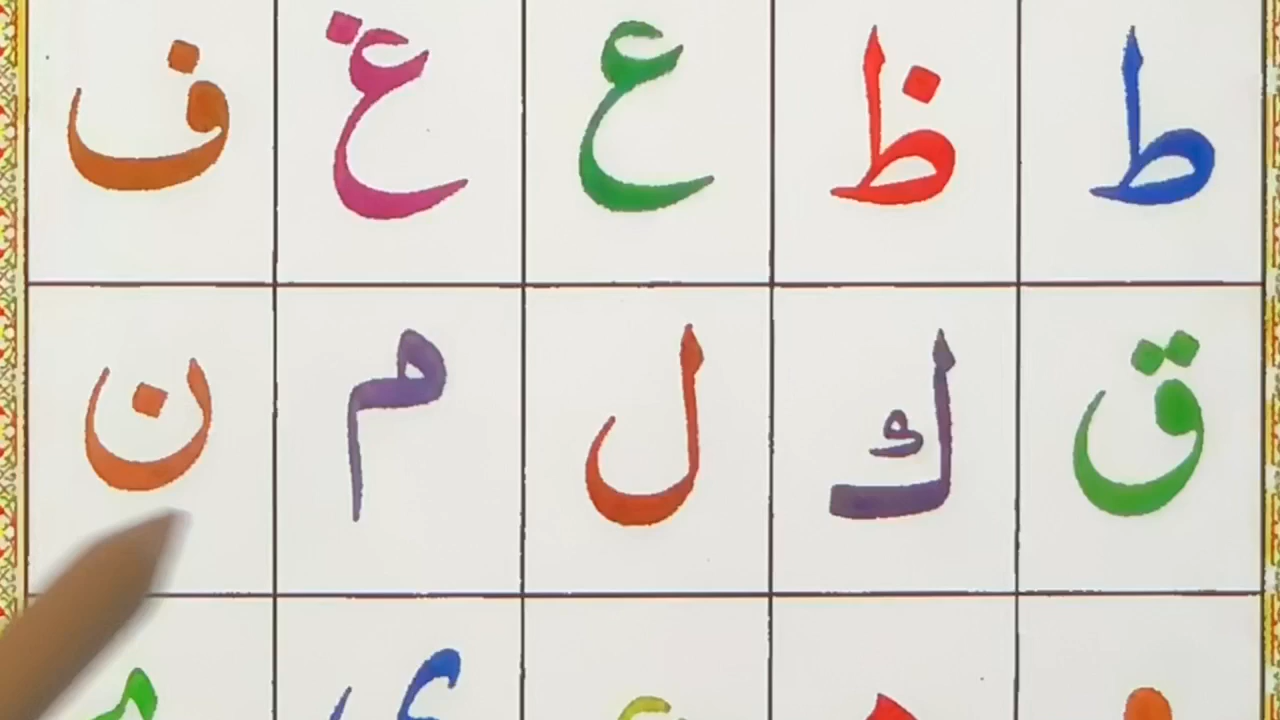 ط ظ ع غ ف
ق ك ل م ن